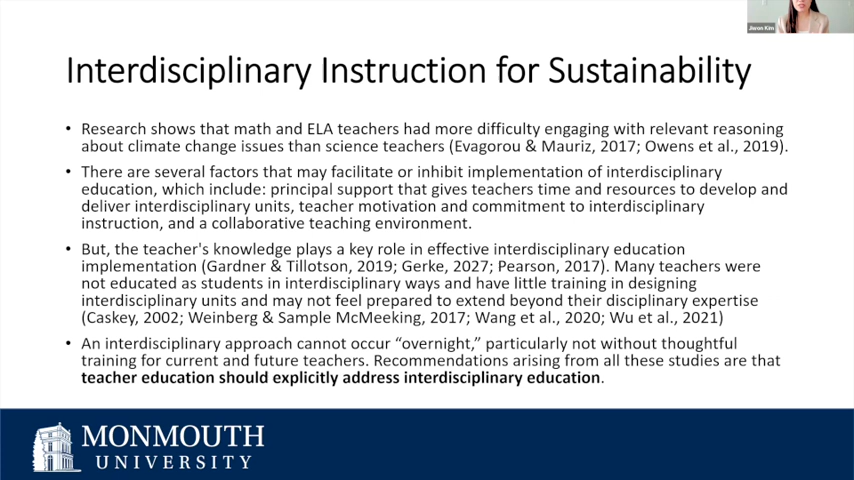 Jiwon Kim
Interdisciplinary Instruction for Sustainability
• Research shows that math and ELA teachers had more difficulty engaging with relevant reasoning
about climate change issues than science teachers (Evagorou & Mauriz, 2017; Owens et al., 2019).
• There are several factors that may facilitate or inhibit implementation of interdisciplinary
education, which include: principal support that gives teachers time and resources to develop and
deliver interdisciplinary units, teacher motivation and commitment to interdisciplinary
instruction, and a collaborative teaching environment.
• But, the teacher's knowledge plays a key role in effective interdisciplinary education
implementation (Gardner & Tillotson, 2019; Gerke, 2027; Pearson, 2017). Many teachers were
not educated as students in interdisciplinary ways and have little training in designing
interdisciplinary units and may not feel prepared to extend beyond their disciplinary expertise
(Caskey, 2002; Weinberg & Sample McMeeking, 2017; Wang et al., 2020; Wu et al., 2021)
• An interdisciplinary approach cannot occur “overnight,” particularly not without thoughtful
training for current and future teachers. Recommendations arising from all these studies are that
teacher education should explicitly address interdisciplinary education.
MONMOUTH
UNIVERSITY